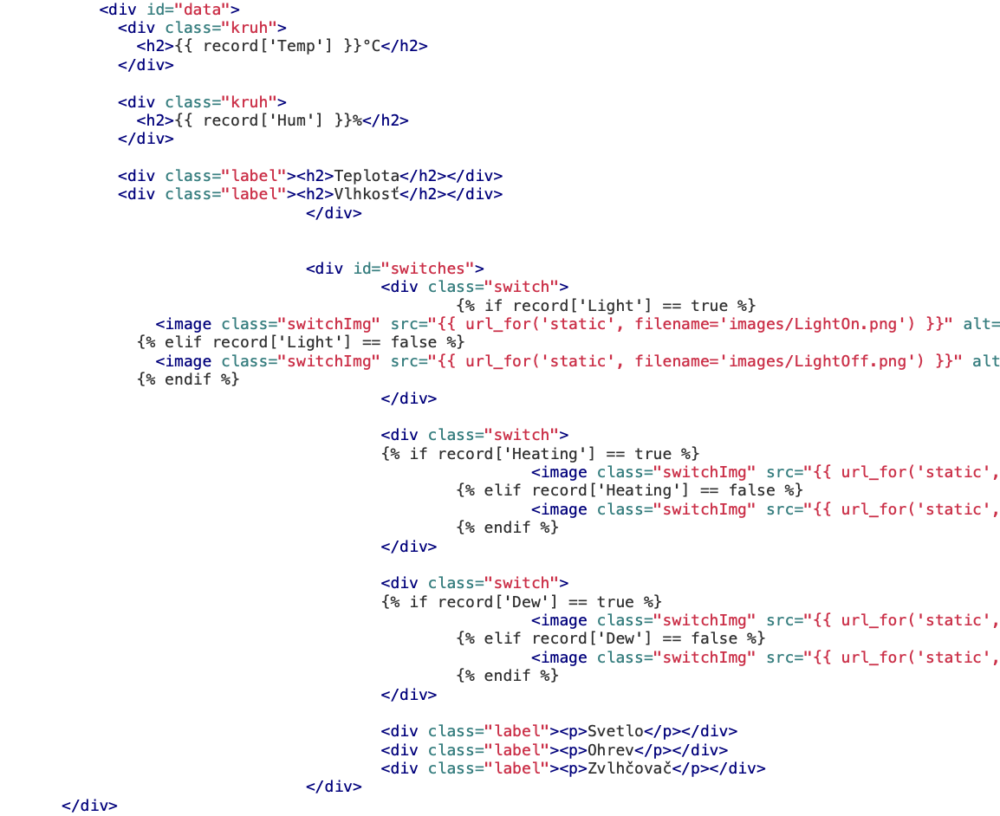 <div id="data">
<div class="kruh">
<h2>{{ record['Temp'] }}°C</h2>
</div>
<div class="kruh">
<h2>{{ record['Hum'] }}%</h2>
</div>
<div class="label"><h2>Teplota</h2></div>
<div class="label"><h2>Vlhkosť</h2></div>
</div>
<div id="switches">
<div class="switch">
{% if record['Light'] == true %}
<image class="switchImg" src="{{ url_for('static', filename='images/LightOn.png') }}" alt=
{% elif record['Light'] == false %}
<image class="switchImg" src="{{ url_for('static', filename='images/LightOff.png') }}" alt
{% endif %}
</div>
<div class="switch">
{% if record['Heating'] == true %}
<image class="switchImg" src="{{ url_for('static',
{% elif record['Heating'] == false %}
<image class="switchImg" src="{{ url_for('static',
{% endif %}
</div>
<div class="switch">
{% if record['Dew'] == true %}
<image class="switchImg" src="{{ url_for('static',
{% elif record['Dew'] == false %}
<image class="switchImg" src="{{ url_for('static',
{% endif %}
</div>
<div class="label"><p>Svetlo</p></div>
<div class="label"><p>Ohrev</p></div>
<div class="label"><p>Zvlhčovač</p></div>
</div>
</div>